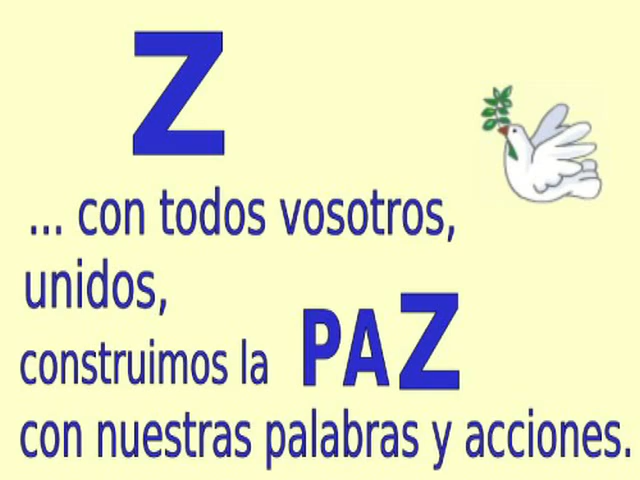 Z
... con todos vosotros,
unidos,
construimos la PAZ
con nuestras palabras y acciones.